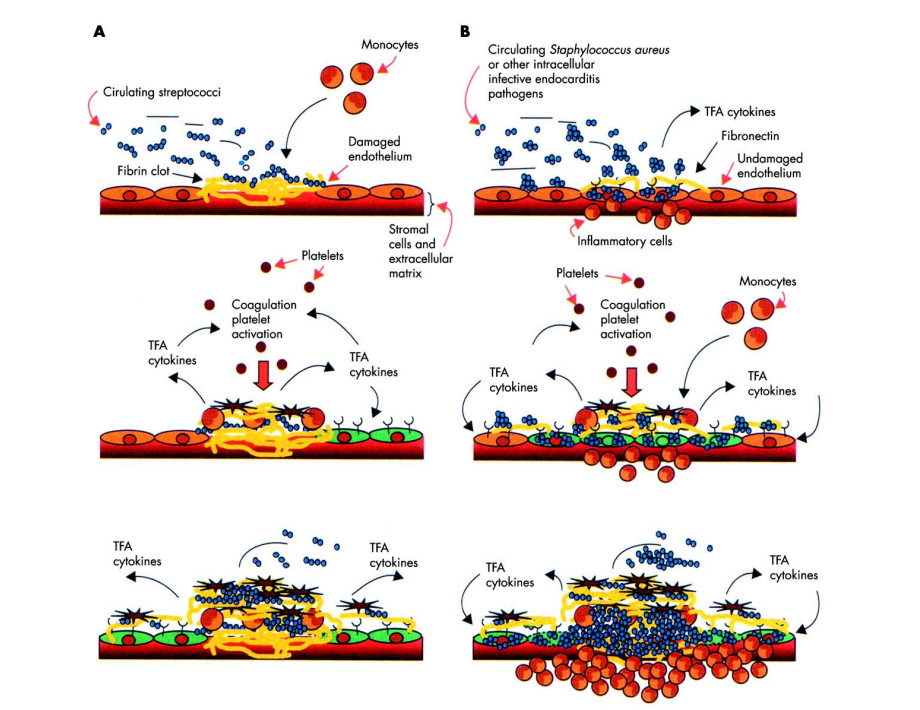 A
Monocytes
Cirulating streptococci
Damaged
endothelium
Fibrin clot
Stromal
cells and
extracellular
matrix
Platelets
Coagulation
platelet
activation
TFA
cytokines
TFA
cytokines
TFA
cytokines
TFA
cytokines
B
Circulating Staphylococcus aureus
or other intracellular
infective endocarditis
pathogens
TFA cytokines
Fibronectin
Undamaged
endothelium
Inflammatory cells
Platelets
Monocytes
Coagulation
platelet
activation
TFA
cytokines
TFA
cytokines
TFA
cytokines
TFA
cytokines